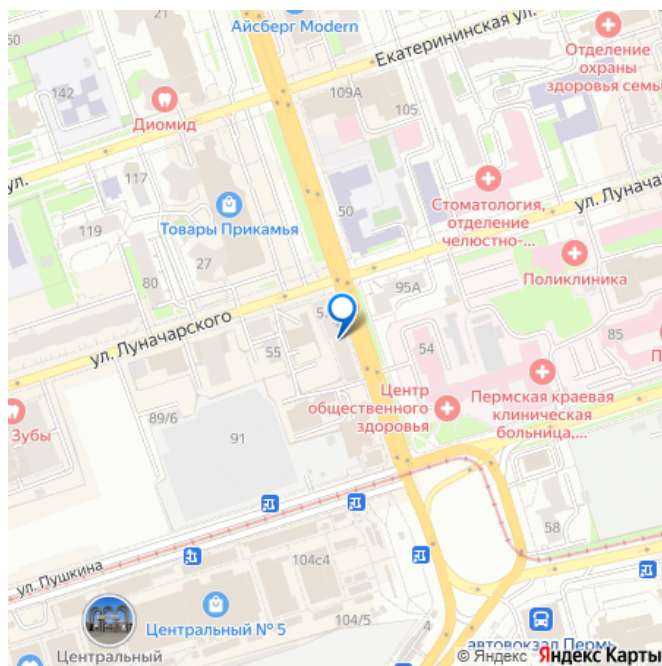 50
21
Айсберг Modern
Екатерининская ул.
Отделение
охраны
здоровья семьи
142
Диомид
109А
105
ул.
117
Стоматология,
отделение
челюстно-...
ул. Луначар
119
Товары Прикамья
50
27
Поликлиника
80
95А
ул. Луначарского
55
54
85
Центр
общественного
здоровья
Пермская краевая
клиническая
больница,...
П
Зубы
89/6
91
ул. Пушкина
58
104с4
Центральный № 5
104/5
4
автовокзал Пермь
Центральный
© Яндекс Яндекс Карты